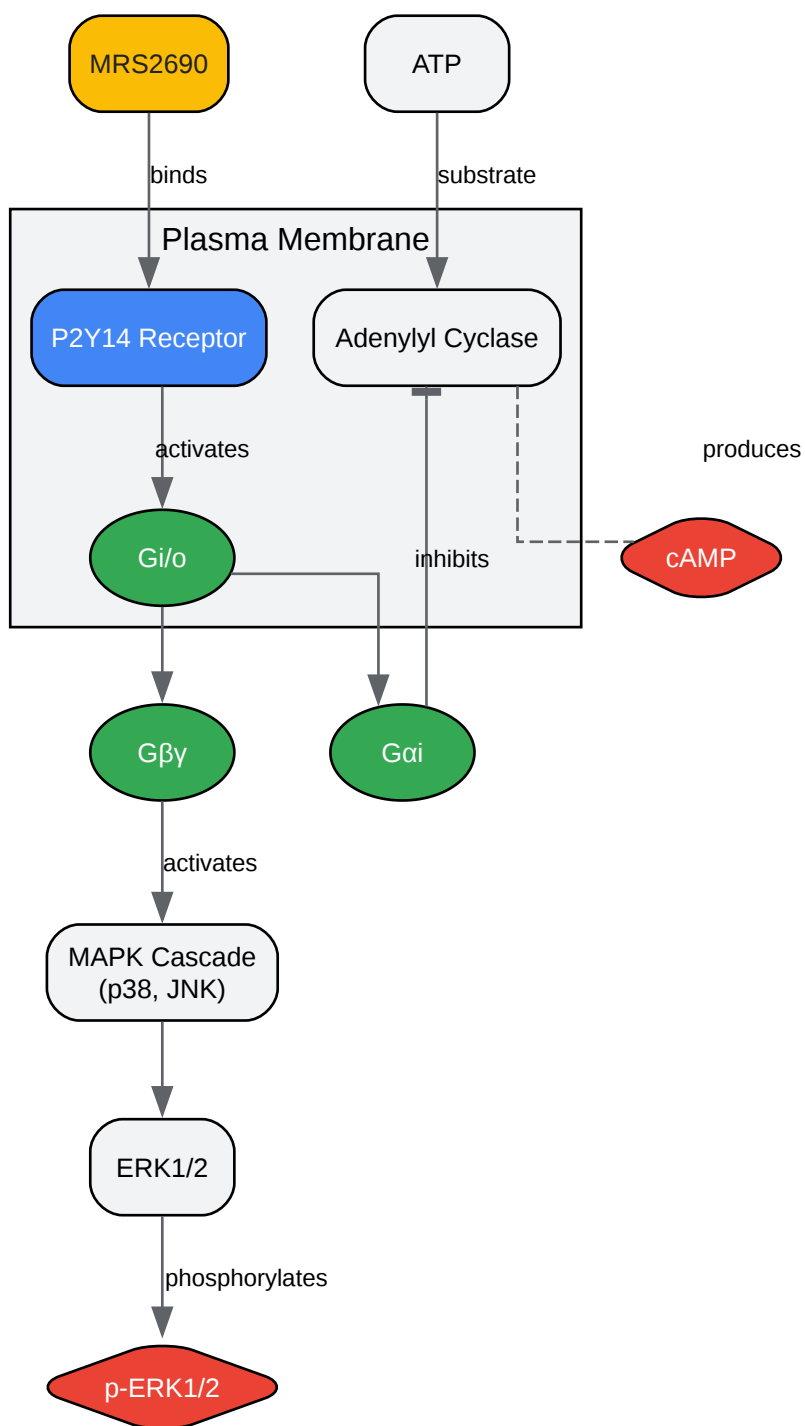 MRS2690
ATP
binds
substrate
Plasma Membrane
P2Y14 Receptor
Adenylyl Cyclase
activates
produces
Gi/o
inhibits
cAMP
Gβγ
Gαi
activates
MAPK Cascade
(p38, JNK)
ERK1/2
phosphorylates
p-ERK1/2